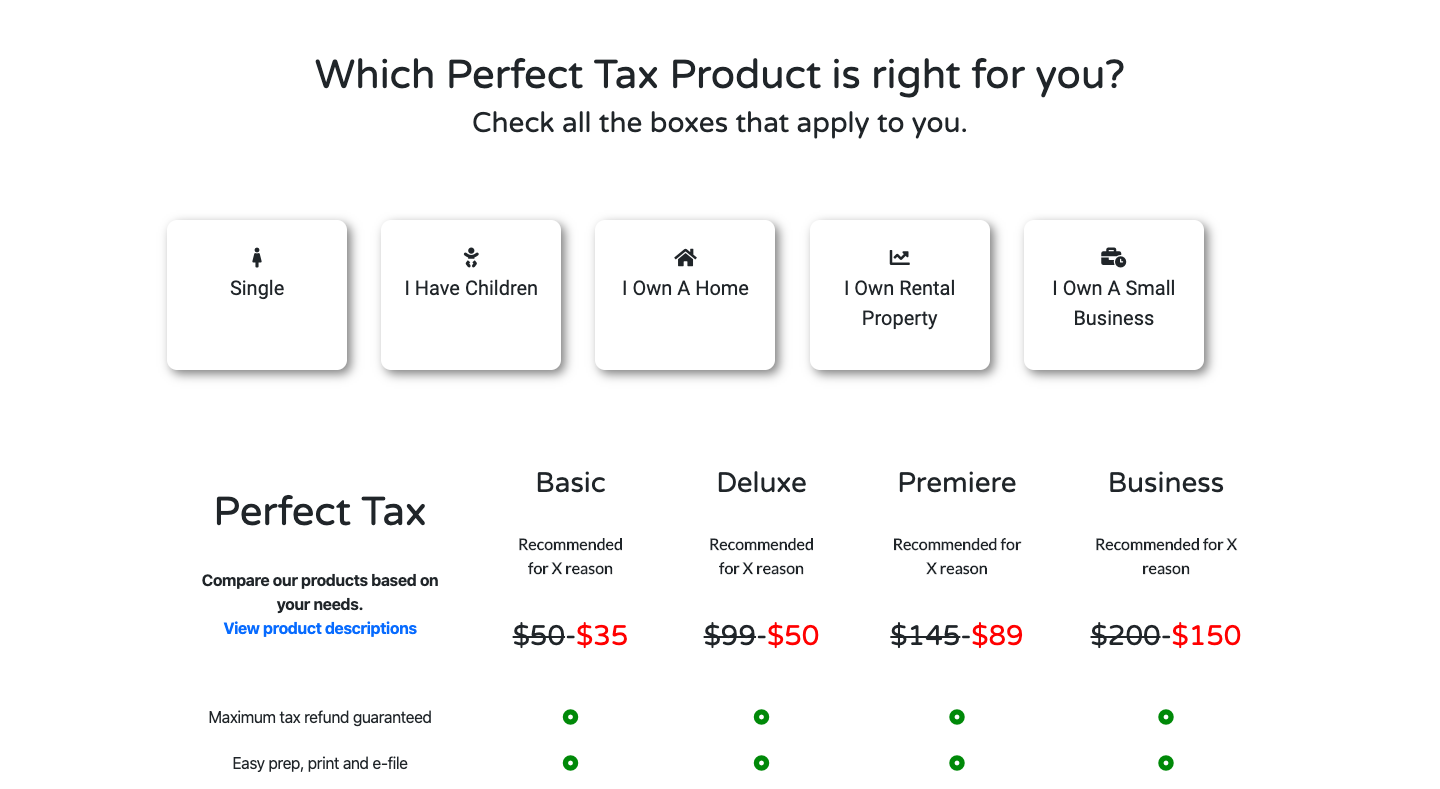 Which Perfect Tax Product is right for you?
Check all the boxes that apply to you.
Single
I Have Children
I Own A Home
I Own Rental
Property
I Own A Small
Business
Perfect Tax
Compare our products based on
your needs.
View product descriptions
Basic
Recommended
for X reason
$50-$35
Deluxe
Recommended
for X reason
$99-$50
Premiere
Recommended for
X reason
$145-$89
Business
Recommended for X
reason
$200-$150
Maximum tax refund guaranteed
Easy prep, print and e-file